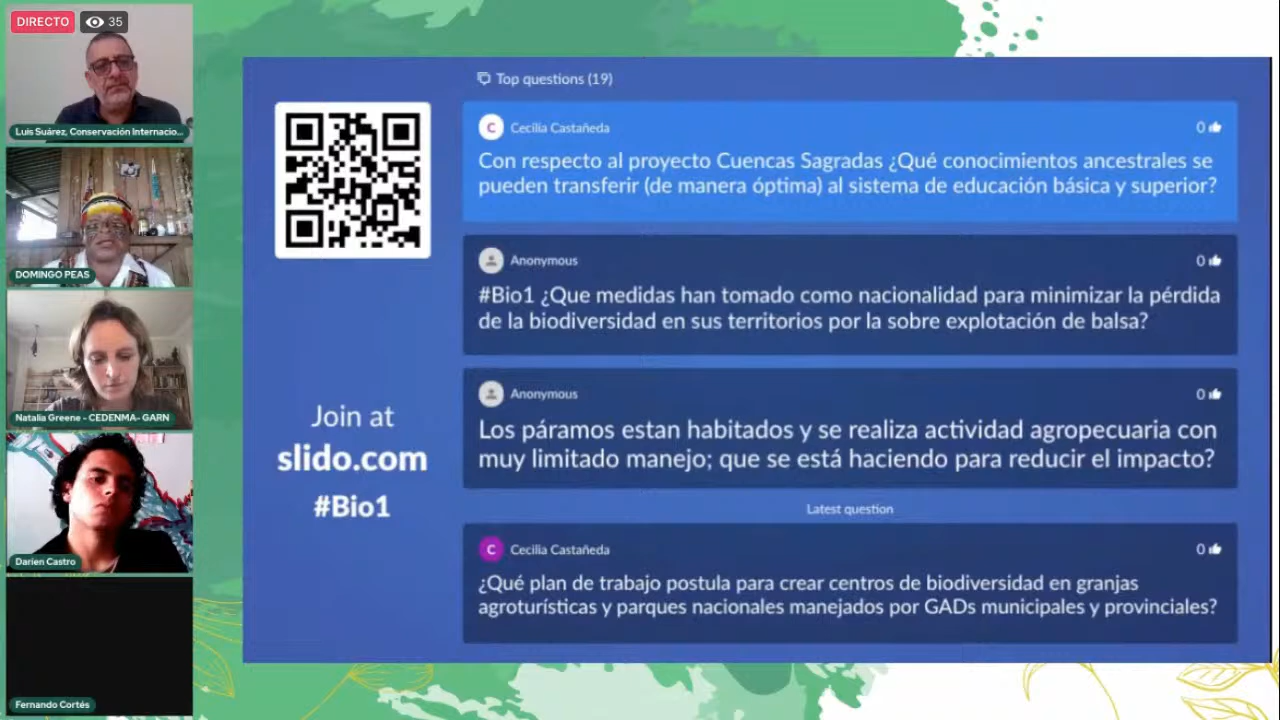 DIRECTO 35
Luis Suárez, Conservación Internacio...
DOMINGO PEAS
Natalia Greene - CEDENMA- GARN
Darien Castro
Fernando Cortés
Join at
slido.com
#Bio1
Top questions (19)
C Cecilia Castañeda 0
Con respecto al proyecto Cuencas Sagradas ¿Qué conocimientos ancestrales se
pueden transferir (de manera óptima) al sistema de educación básica y superior?
Anonymous 0
#Bio1 ¿Que medidas han tomado como nacionalidad para minimizar la pérdida
de la biodiversidad en sus territorios por la sobre explotación de balsa?
Anonymous 0
Los páramos estan habitados y se realiza actividad agropecuaria con
muy limitado manejo; que se está haciendo para reducir el impacto?
Latest question
C Cecilia Castañeda 0
¿Qué plan de trabajo postula para crear centros de biodiversidad en granjas
agroturísticas y parques nacionales manejados por GADs municipales y provinciales?